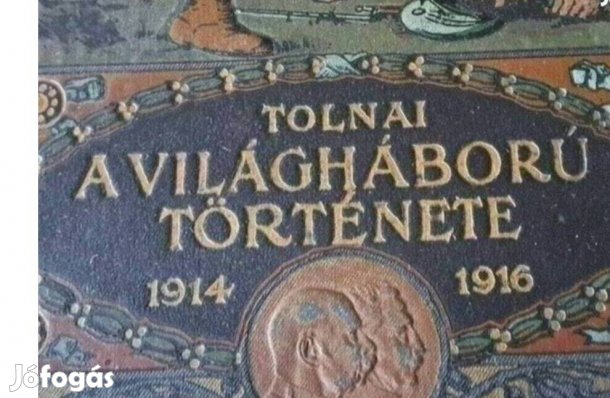 TOLNAI
A VILÁGHÁBORÚ
TÖRTÉNETE
1914 1916
Jófogás